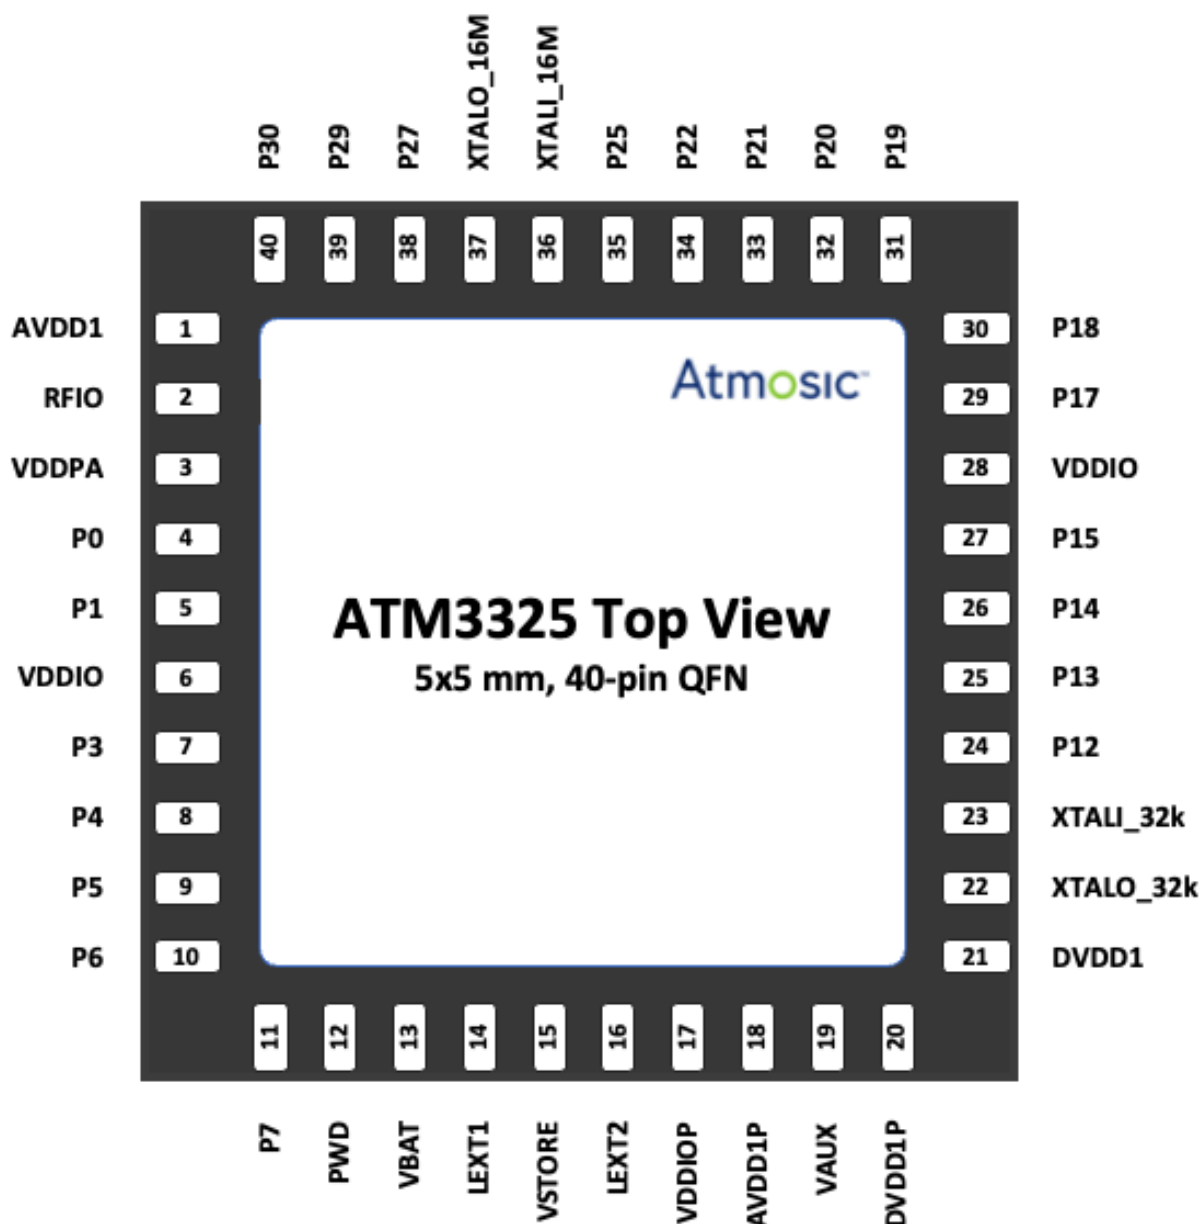 XTALO_16M
XTALI_16M
P30
P29
P27
P25
P22
P21
P20
P19
40
39
38
37
36
35
34
33
32
31
AVDD1 1
30 P18
RFIO 2
29 P17
VDDPA 3
28 VDDIO
P0 4
27 P15
P1 5
26 P14
VDDIO 6
25 P13
P3 7
24 P12
P4 8
23 XTALI_32k
P5 9
22 XTALO_32k
P6 10
21 DVDD1
Atmosic™
ATM3325 Top View
5x5 mm, 40-pin QFN
11
12
13
14
15
16
17
18
19
20
P7
PWD
VBAT
LEXT1
VSTORE
LEXT2
VDDIOP
AVDD1P
VAUX
DVDD1P